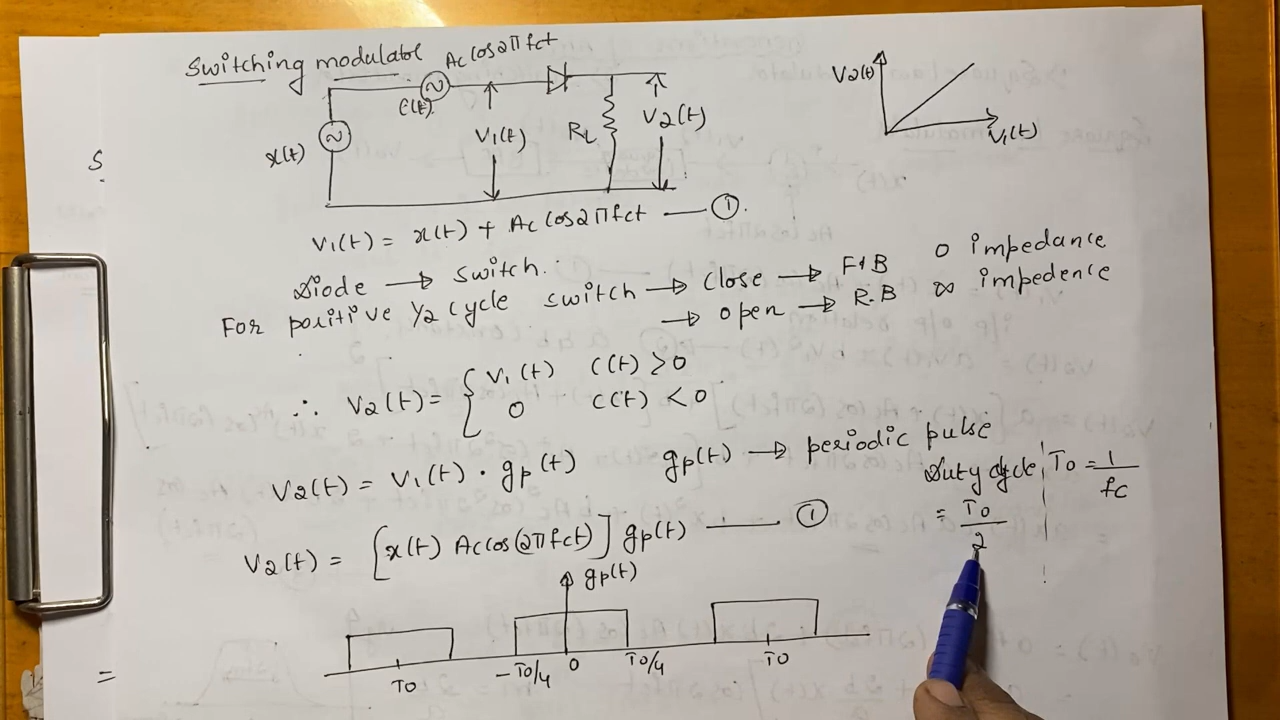 Switching modulator
Ac cos2πfct
c(t).
x(t)
V1(t)
RL
V2(t)
V2(t)
V1(t)
S
V1(t) = x(t) + Ac cos2πfct —— ①.
Diode → switch.
For positive 1/2 cycle switch → close → F·B 0 impedance
→ open → R.B ∞ impedence
∴ V2(t) = { V1(t) c(t) > 0
0 c(t) < 0
V2(t) = V1(t) · gp(t) gp(t) → periodic pulse
Duty cycle = T0/2
T0 = 1/fc
V2(t) = [x(t) Ac cos(2πfct)] gp(t) —— ①
gp(t)
T0 -T0/4 0 T0/4 T0
=